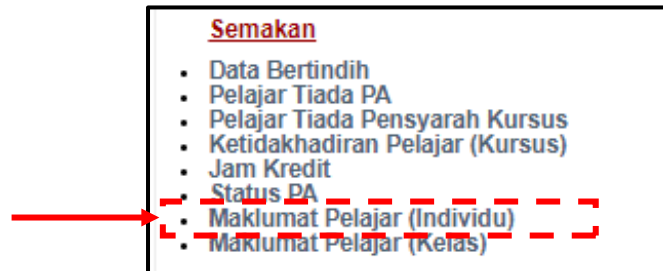 Semakan
Data Bertindih
Pelajar Tiada PA
Pelajar Tiada Pensyarah Kursus
Ketidakhadiran Pelajar (Kursus)
Jam Kredit
Status PA
Maklumat Pelajar (Individu)
Maklumat Pelajar (Kelas)